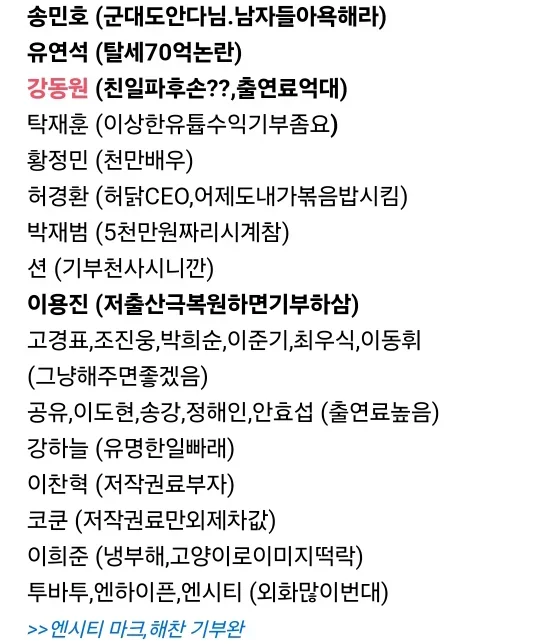 송민호 (군대도안다님.남자들아욕해라)
유연석 (탈세70억논란)
강동원 (친일파후손??,출연료억대)
탁재훈 (이상한유튭수익기부좀요)
황정민 (천만배우)
허경환 (허닭CEO,어제도내가볶음밥시킴)
박재범 (5천만원짜리시계참)
션 (기부천사시니깐)
이용진 (저출산극복원하면기부하삼)
고경표,조진웅,박희순,이준기,최우식,이동휘
(그냥해주면좋겠음)
공유,이도현,송강,정해인,안효섭 (출연료높음)
강하늘 (유명한일빠래)
이찬혁 (저작권료부자)
코쿤 (저작권료만외제차값)
이희준 (냉부해,고양이로이미지떡락)
투바투,엔하이픈,엔시티 (외화많이번대)
>>엔시티 마크,해찬 기부완